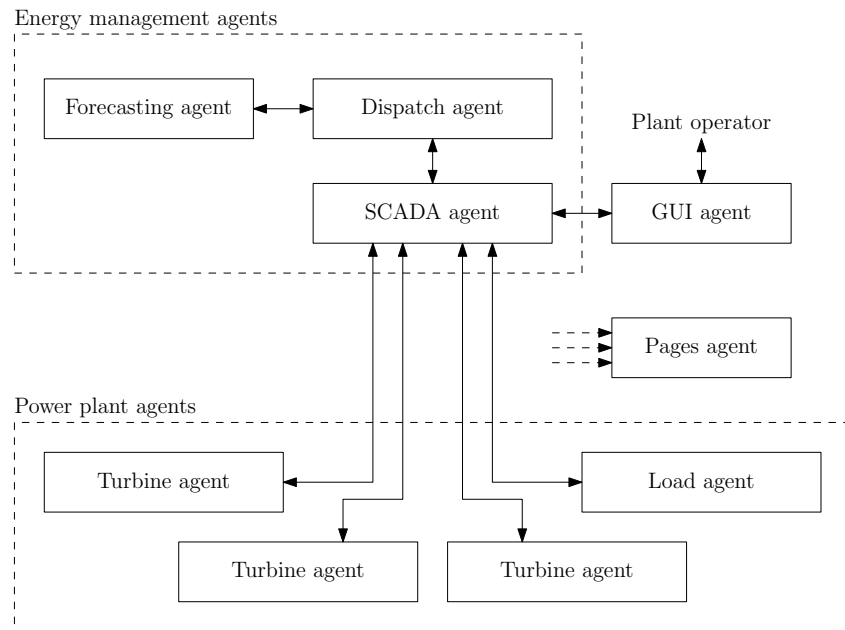 Energy management agents
Forecasting agent
Dispatch agent
Plant operator
SCADA agent
GUI agent
Pages agent
Power plant agents
Turbine agent
Load agent
Turbine agent
Turbine agent